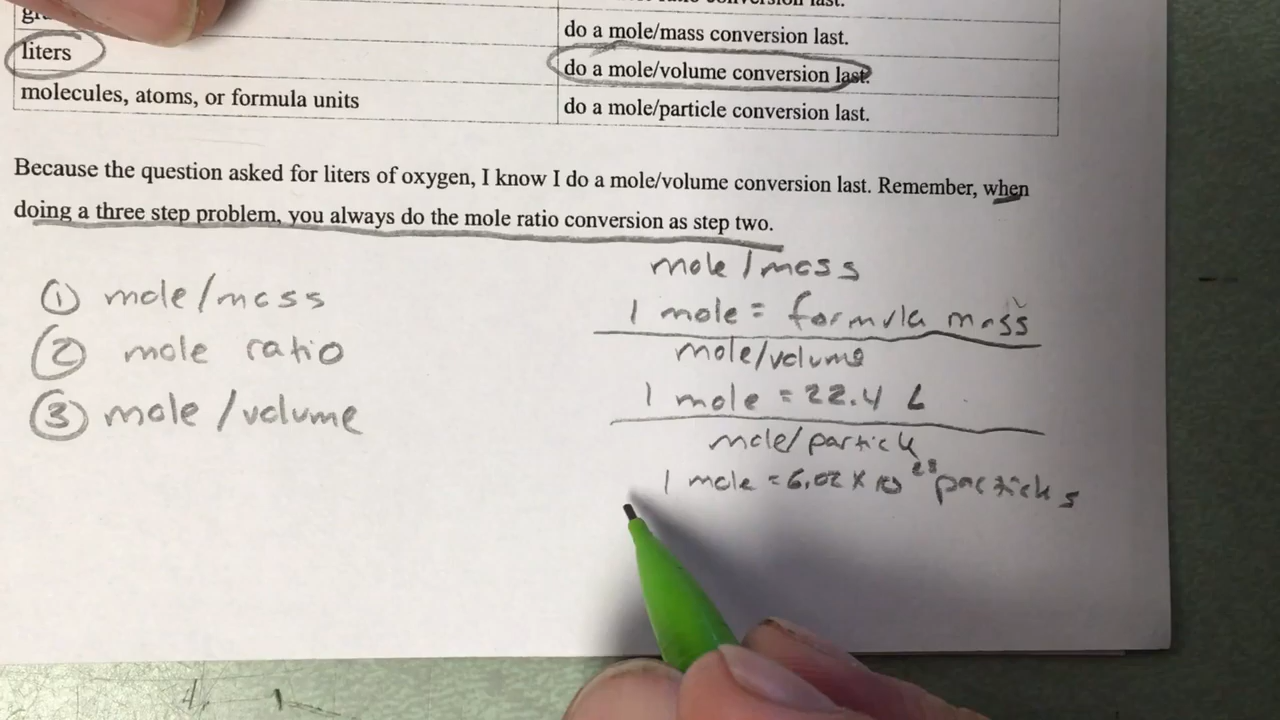 conversion last.
do a mole/mass conversion last.
liters
do a mole/volume conversion last.
molecules, atoms, or formula units
do a mole/particle conversion last.
Because the question asked for liters of oxygen, I know I do a mole/volume conversion last. Remember, when
doing a three step problem, you always do the mole ratio conversion as step two.
① mole/mass
② mole ratio
③ mole/volume
mole/mass
1 mole = formula mass
mole/volume
1 mole = 22.4 L
mole/particle
1 mole = 6.02 X 10²³ particles